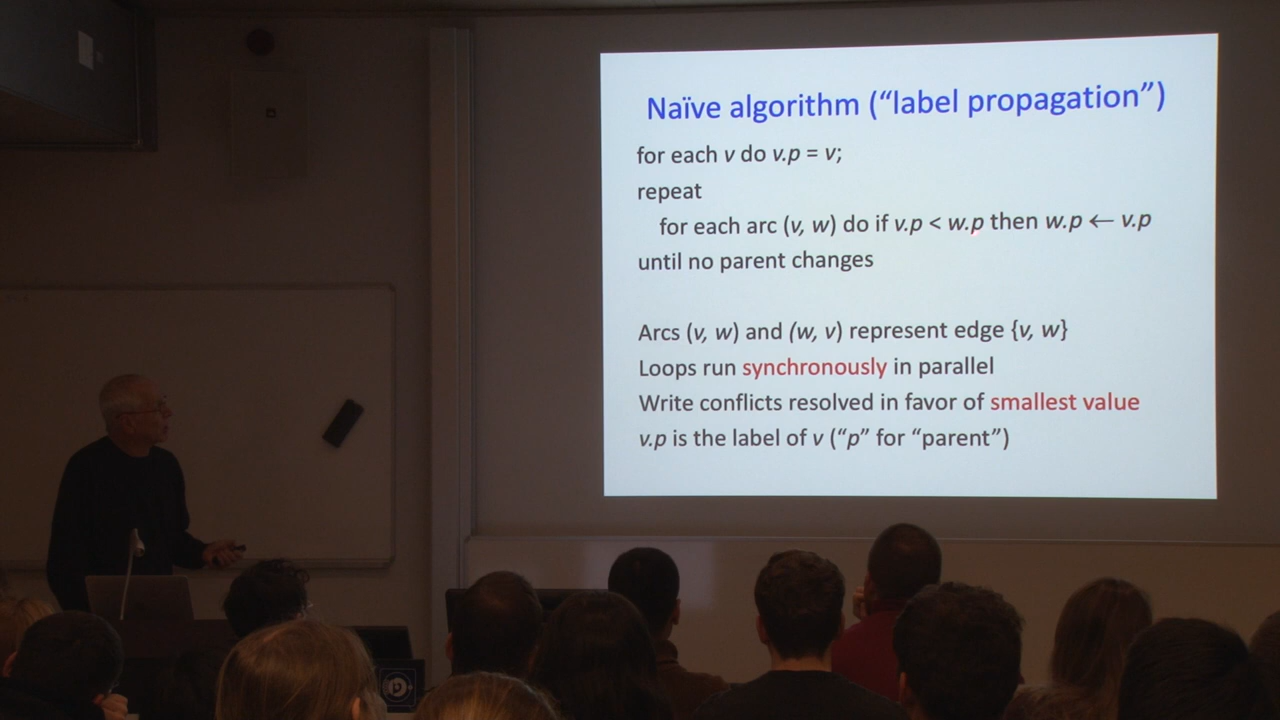 Naïve algorithm (“label propagation”)
for each v do v.p = v;
repeat
for each arc (v, w) do if v.p < w.p then w.p ← v.p
until no parent changes
Arcs (v, w) and (w, v) represent edge {v, w}
Loops run synchronously in parallel
Write conflicts resolved in favor of smallest value
v.p is the label of v (“p” for “parent”)